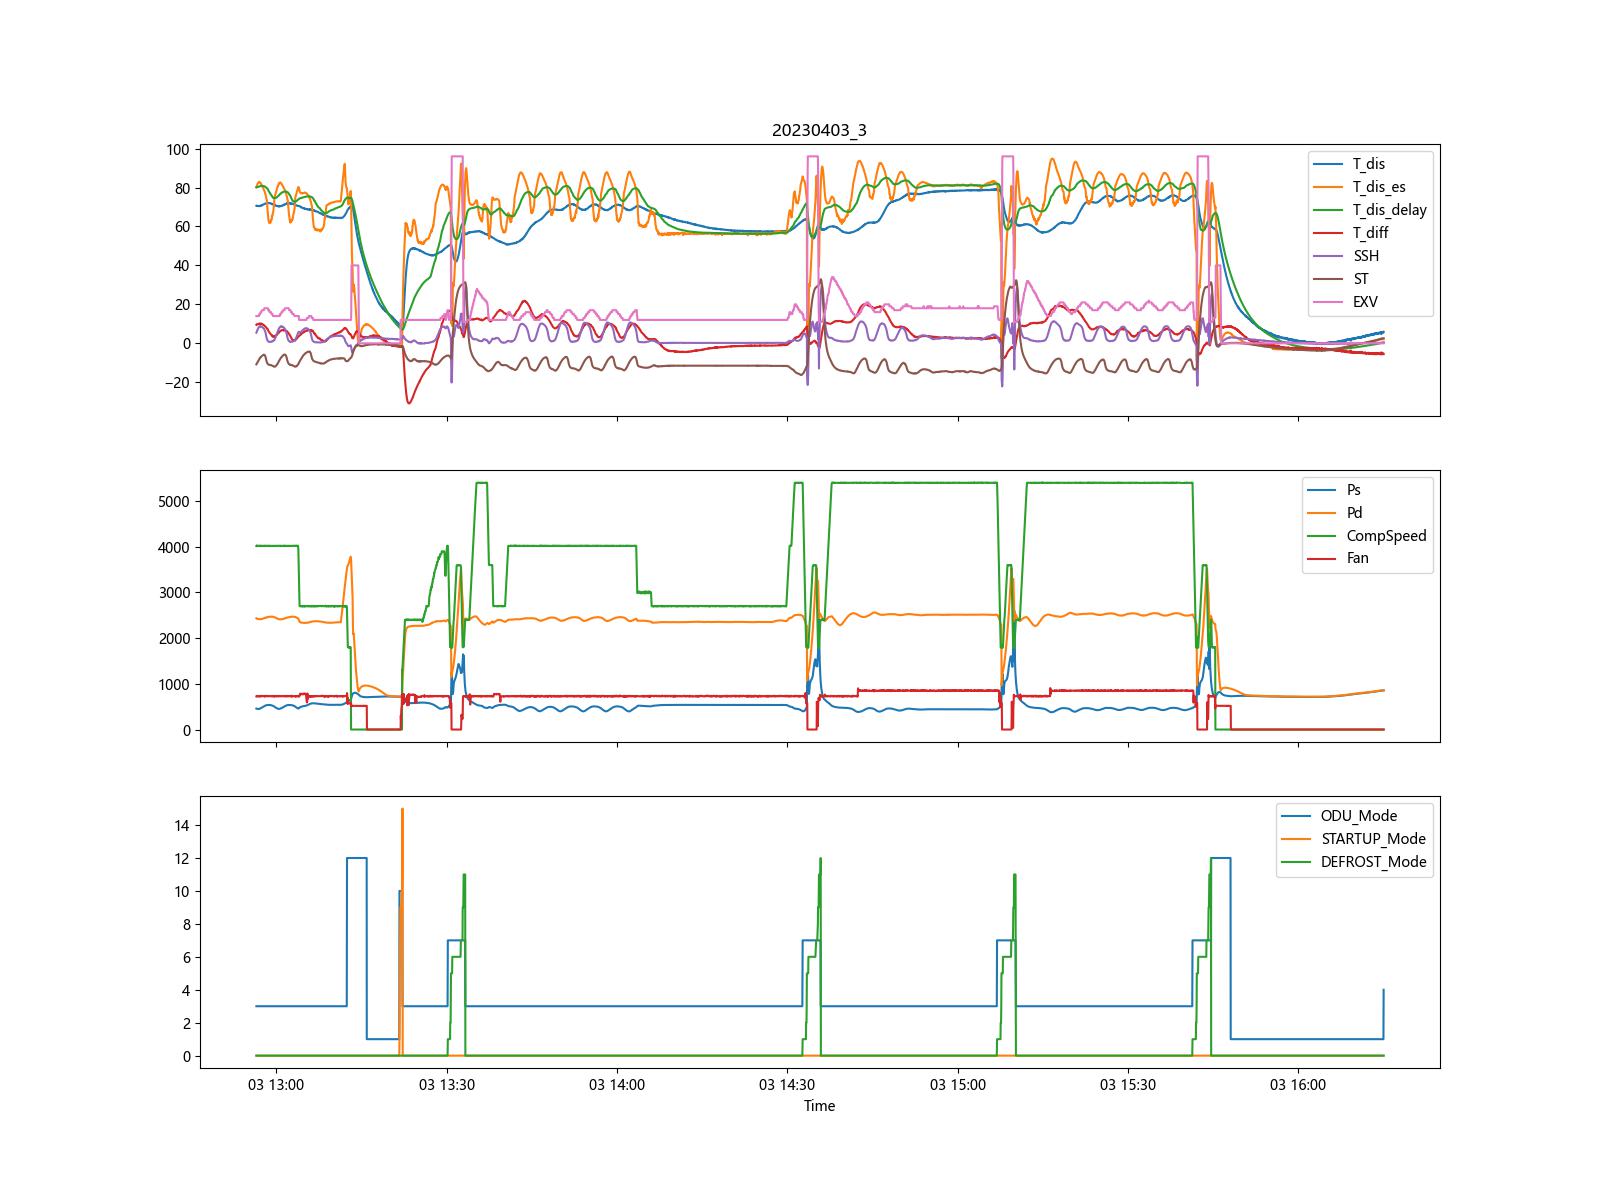 20230403_3
100
80
60
40
20
0
−20
T_dis
T_dis_es
T_dis_delay
T_diff
SSH
ST
EXV
5000
4000
3000
2000
1000
0
Ps
Pd
CompSpeed
Fan
14
12
10
8
6
4
2
0
ODU_Mode
STARTUP_Mode
DEFROST_Mode
03 13:00 03 13:30 03 14:00 03 14:30 03 15:00 03 15:30 03 16:00
Time